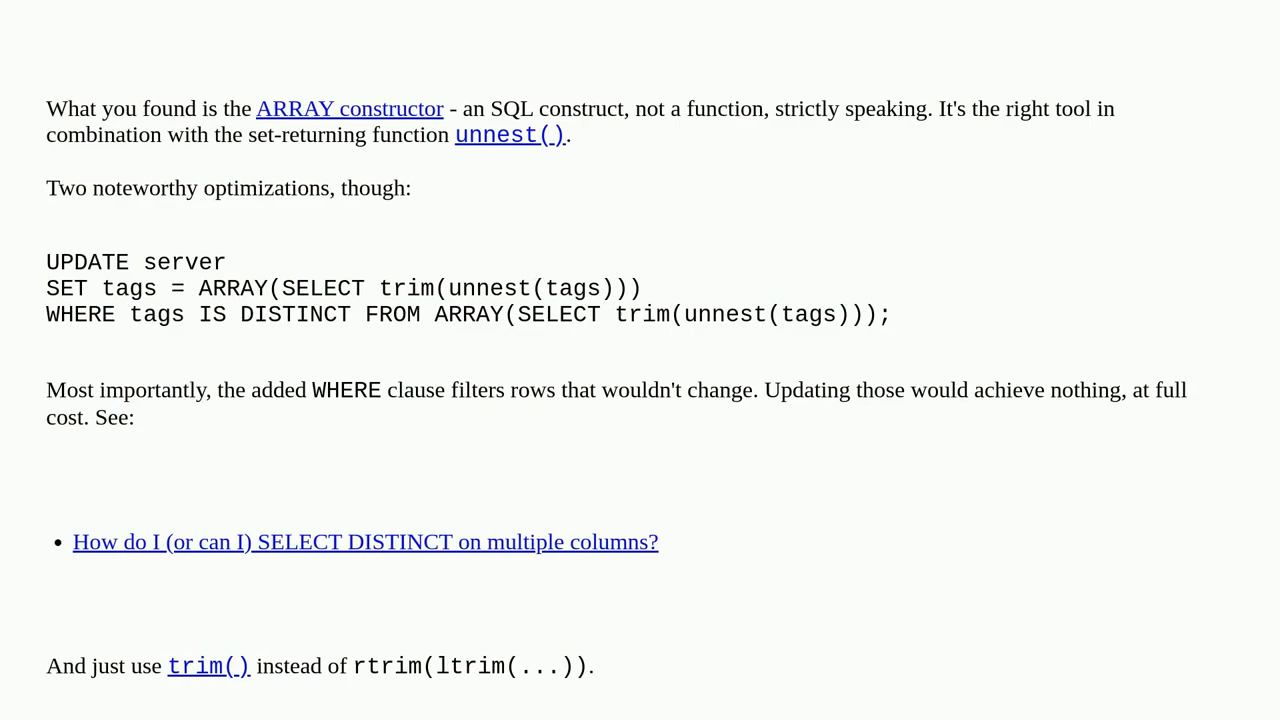 What you found is the ARRAY constructor - an SQL construct, not a function, strictly speaking. It's the right tool in
combination with the set-returning function unnest().
Two noteworthy optimizations, though:
UPDATE server
SET tags = ARRAY(SELECT trim(unnest(tags)))
WHERE tags IS DISTINCT FROM ARRAY(SELECT trim(unnest(tags)));
Most importantly, the added WHERE clause filters rows that wouldn't change. Updating those would achieve nothing, at full
cost. See:
• How do I (or can I) SELECT DISTINCT on multiple columns?
And just use trim() instead of rtrim(ltrim(...)).